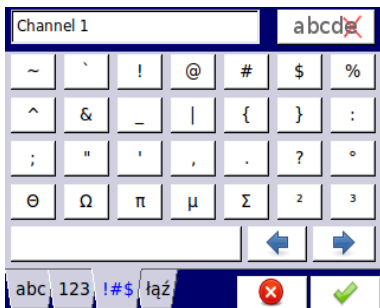 Channel 1 abcde
~ ` ! @ # $ %
^ & _ | { } :
; " ' , . ? °
Θ Ω π μ Σ ² ³
abc 123 !#$ łąź